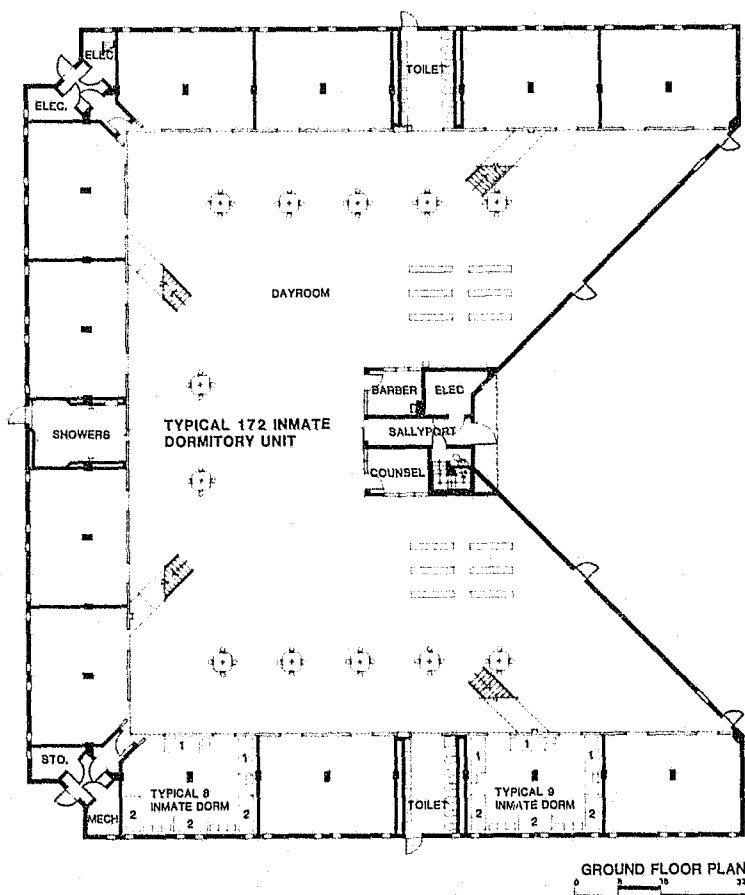 ELEC
TOILET
ELEC.
DAYROOM
BARBER
ELEC
TYPICAL 172 INMATE
DORMITORY UNIT
SHOWERS
SALLYPORT
COUNSEL
STO.
MECH
1
1
TYPICAL 8
INMATE DORM
2
2
2
TOILET
1
1
1
TYPICAL 9
INMATE DORM
2
2
2
GROUND FLOOR PLAN
0
8
16